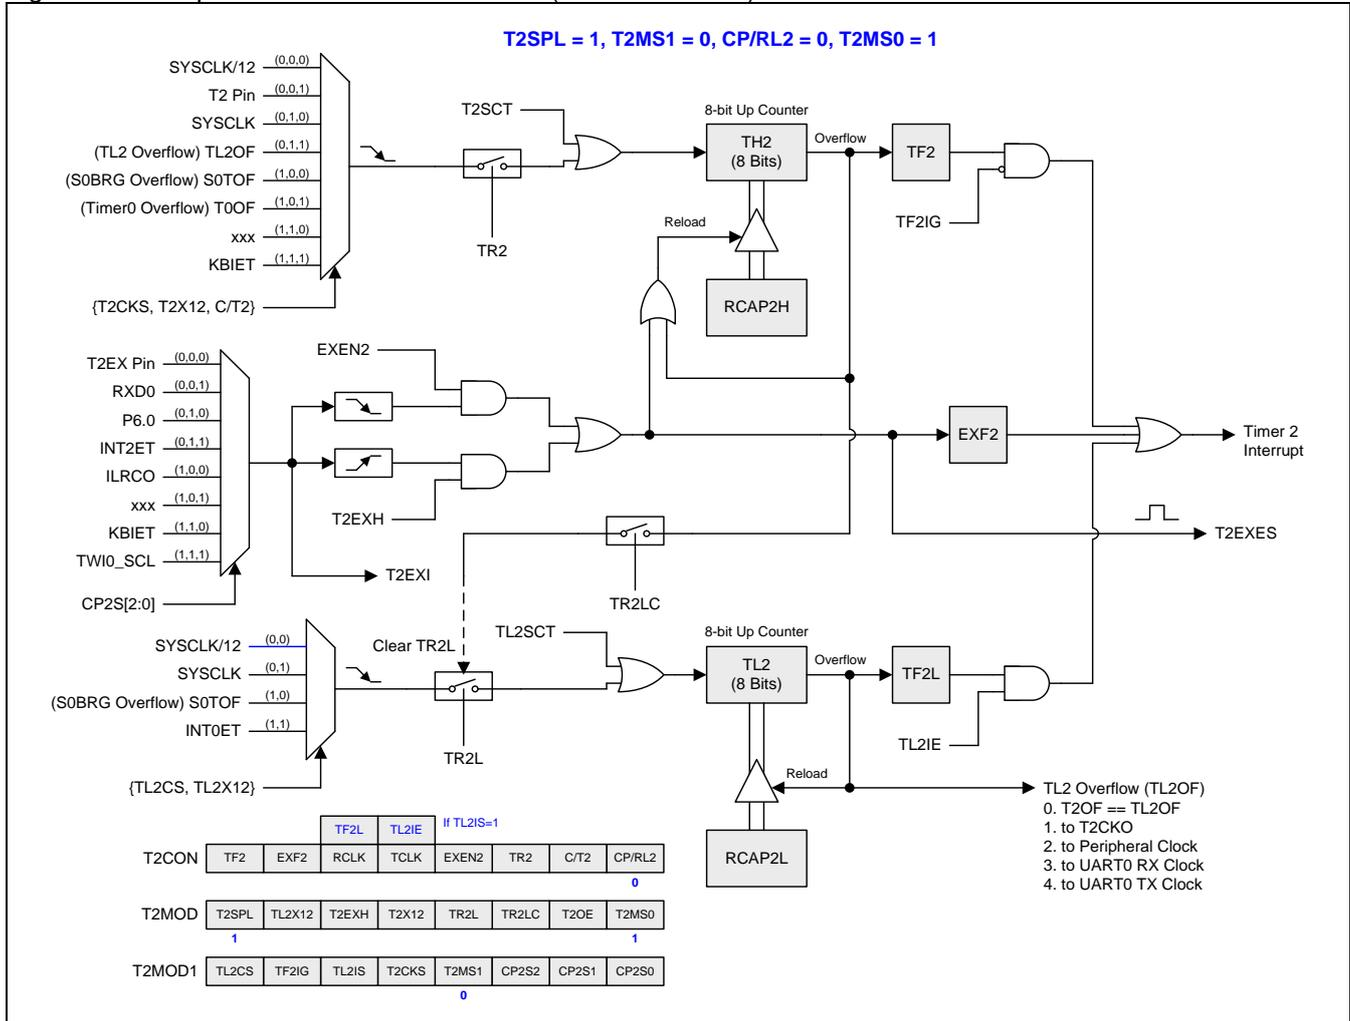 T2SPL = 1, T2MS1 = 0, CP/RL2 = 0, T2MS0 = 1
SYSCLK/12 (0,0,0)
T2 Pin (0,0,1)
SYSCLK (0,1,0)
(TL2 Overflow) TL2OF (0,1,1)
(S0BRG Overflow) S0TOF (1,0,0)
(Timer0 Overflow) T0OF (1,0,1)
xxx (1,1,0)
KBIET (1,1,1)
{T2CKS, T2X12, C/T2}
TR2
T2SCT
8-bit Up Counter
TH2
(8 Bits)
Overflow
TF2
TF2IG
Reload
RCAP2H
T2EX Pin (0,0,0)
RXD0 (0,0,1)
P6.0 (0,1,0)
INT2ET (0,1,1)
ILRCO (1,0,0)
xxx (1,0,1)
KBIET (1,1,0)
TWI0_SCL (1,1,1)
CP2S[2:0]
EXEN2
T2EXH
T2EXI
EXF2
Timer 2
Interrupt
T2EXES
TR2LC
SYSCLK/12 (0,0)
SYSCLK (0,1)
(S0BRG Overflow) S0TOF (1,0)
INT0ET (1,1)
{TL2CS, TL2X12}
Clear TR2L
TR2L
TL2SCT
8-bit Up Counter
TL2
(8 Bits)
Overflow
TF2L
TL2IE
Reload
RCAP2L
TL2 Overflow (TL2OF)
0. T2OF == TL2OF
1. to T2CKO
2. to Peripheral Clock
3. to UART0 RX Clock
4. to UART0 TX Clock
TF2L TL2IE If TL2IS=1
T2CON TF2 EXF2 RCLK TCLK EXEN2 TR2 C/T2 CP/RL2
0
T2MOD T2SPL TL2X12 T2EXH T2X12 TR2L TR2LC T2OE T2MS0
1 1
T2MOD1 TL2CS TF2IG TL2IS T2CKS T2MS1 CP2S2 CP2S1 CP2S0
0